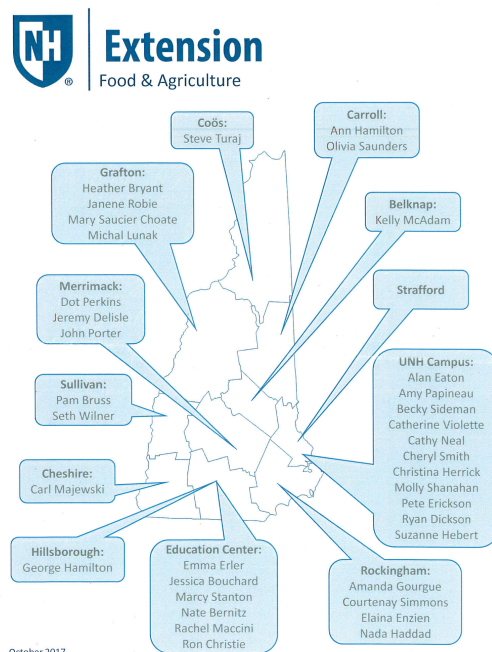 NH
®
Extension
Food & Agriculture
Coös:
Steve Turaj
Carroll:
Ann Hamilton
Olivia Saunders
Grafton:
Heather Bryant
Janene Robie
Mary Saucier Choate
Michal Lunak
Belknap:
Kelly McAdam
Merrimack:
Dot Perkins
Jeremy Delisle
John Porter
Strafford
UNH Campus:
Alan Eaton
Amy Papineau
Becky Sideman
Catherine Violette
Cathy Neal
Cheryl Smith
Christina Herrick
Molly Shanahan
Pete Erickson
Ryan Dickson
Suzanne Hebert
Sullivan:
Pam Bruss
Seth Wilner
Cheshire:
Carl Majewski
Hillsborough:
George Hamilton
Education Center:
Emma Erler
Jessica Bouchard
Marcy Stanton
Nate Bernitz
Rachel Maccini
Ron Christie
Rockingham:
Amanda Gourgue
Courtenay Simmons
Elaina Enzien
Nada Haddad
October 2017